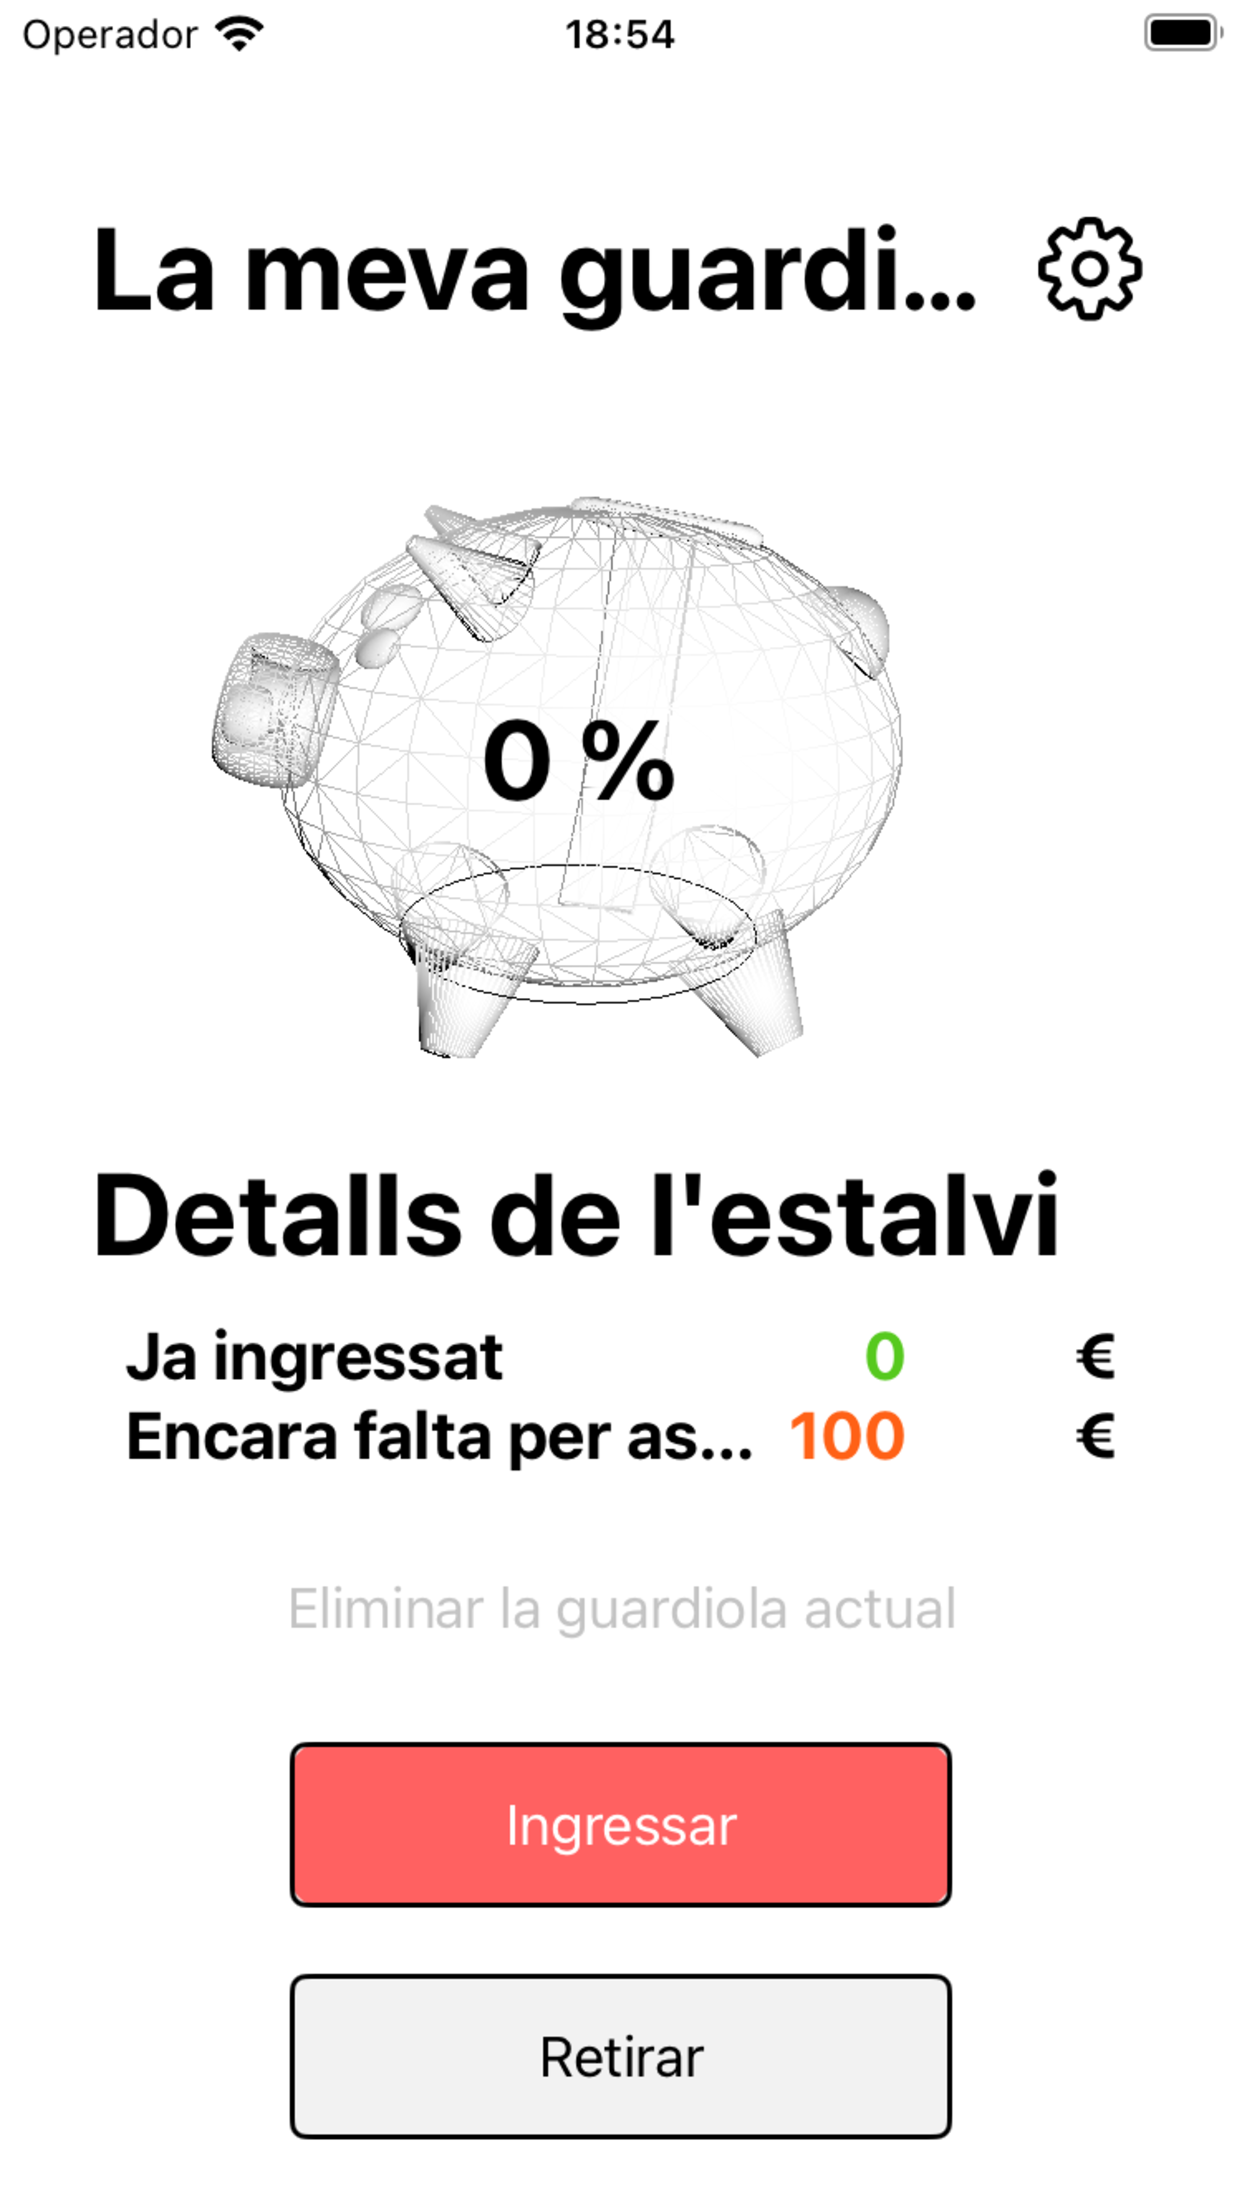 Operador 18:54
La meva guardi...
0 %
Detalls de l'estalvi
Ja ingressat 0 €
Encara falta per as... 100 €
Eliminar la guardiola actual
Ingressar
Retirar